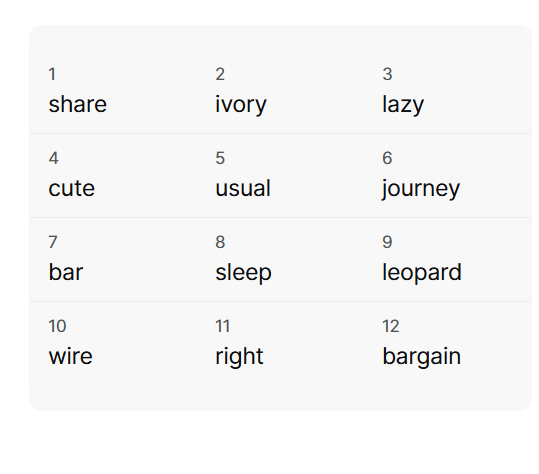 1 2 3
share ivory lazy
4 5 6
cute usual journey
7 8 9
bar sleep leopard
10 11 12
wire right bargain